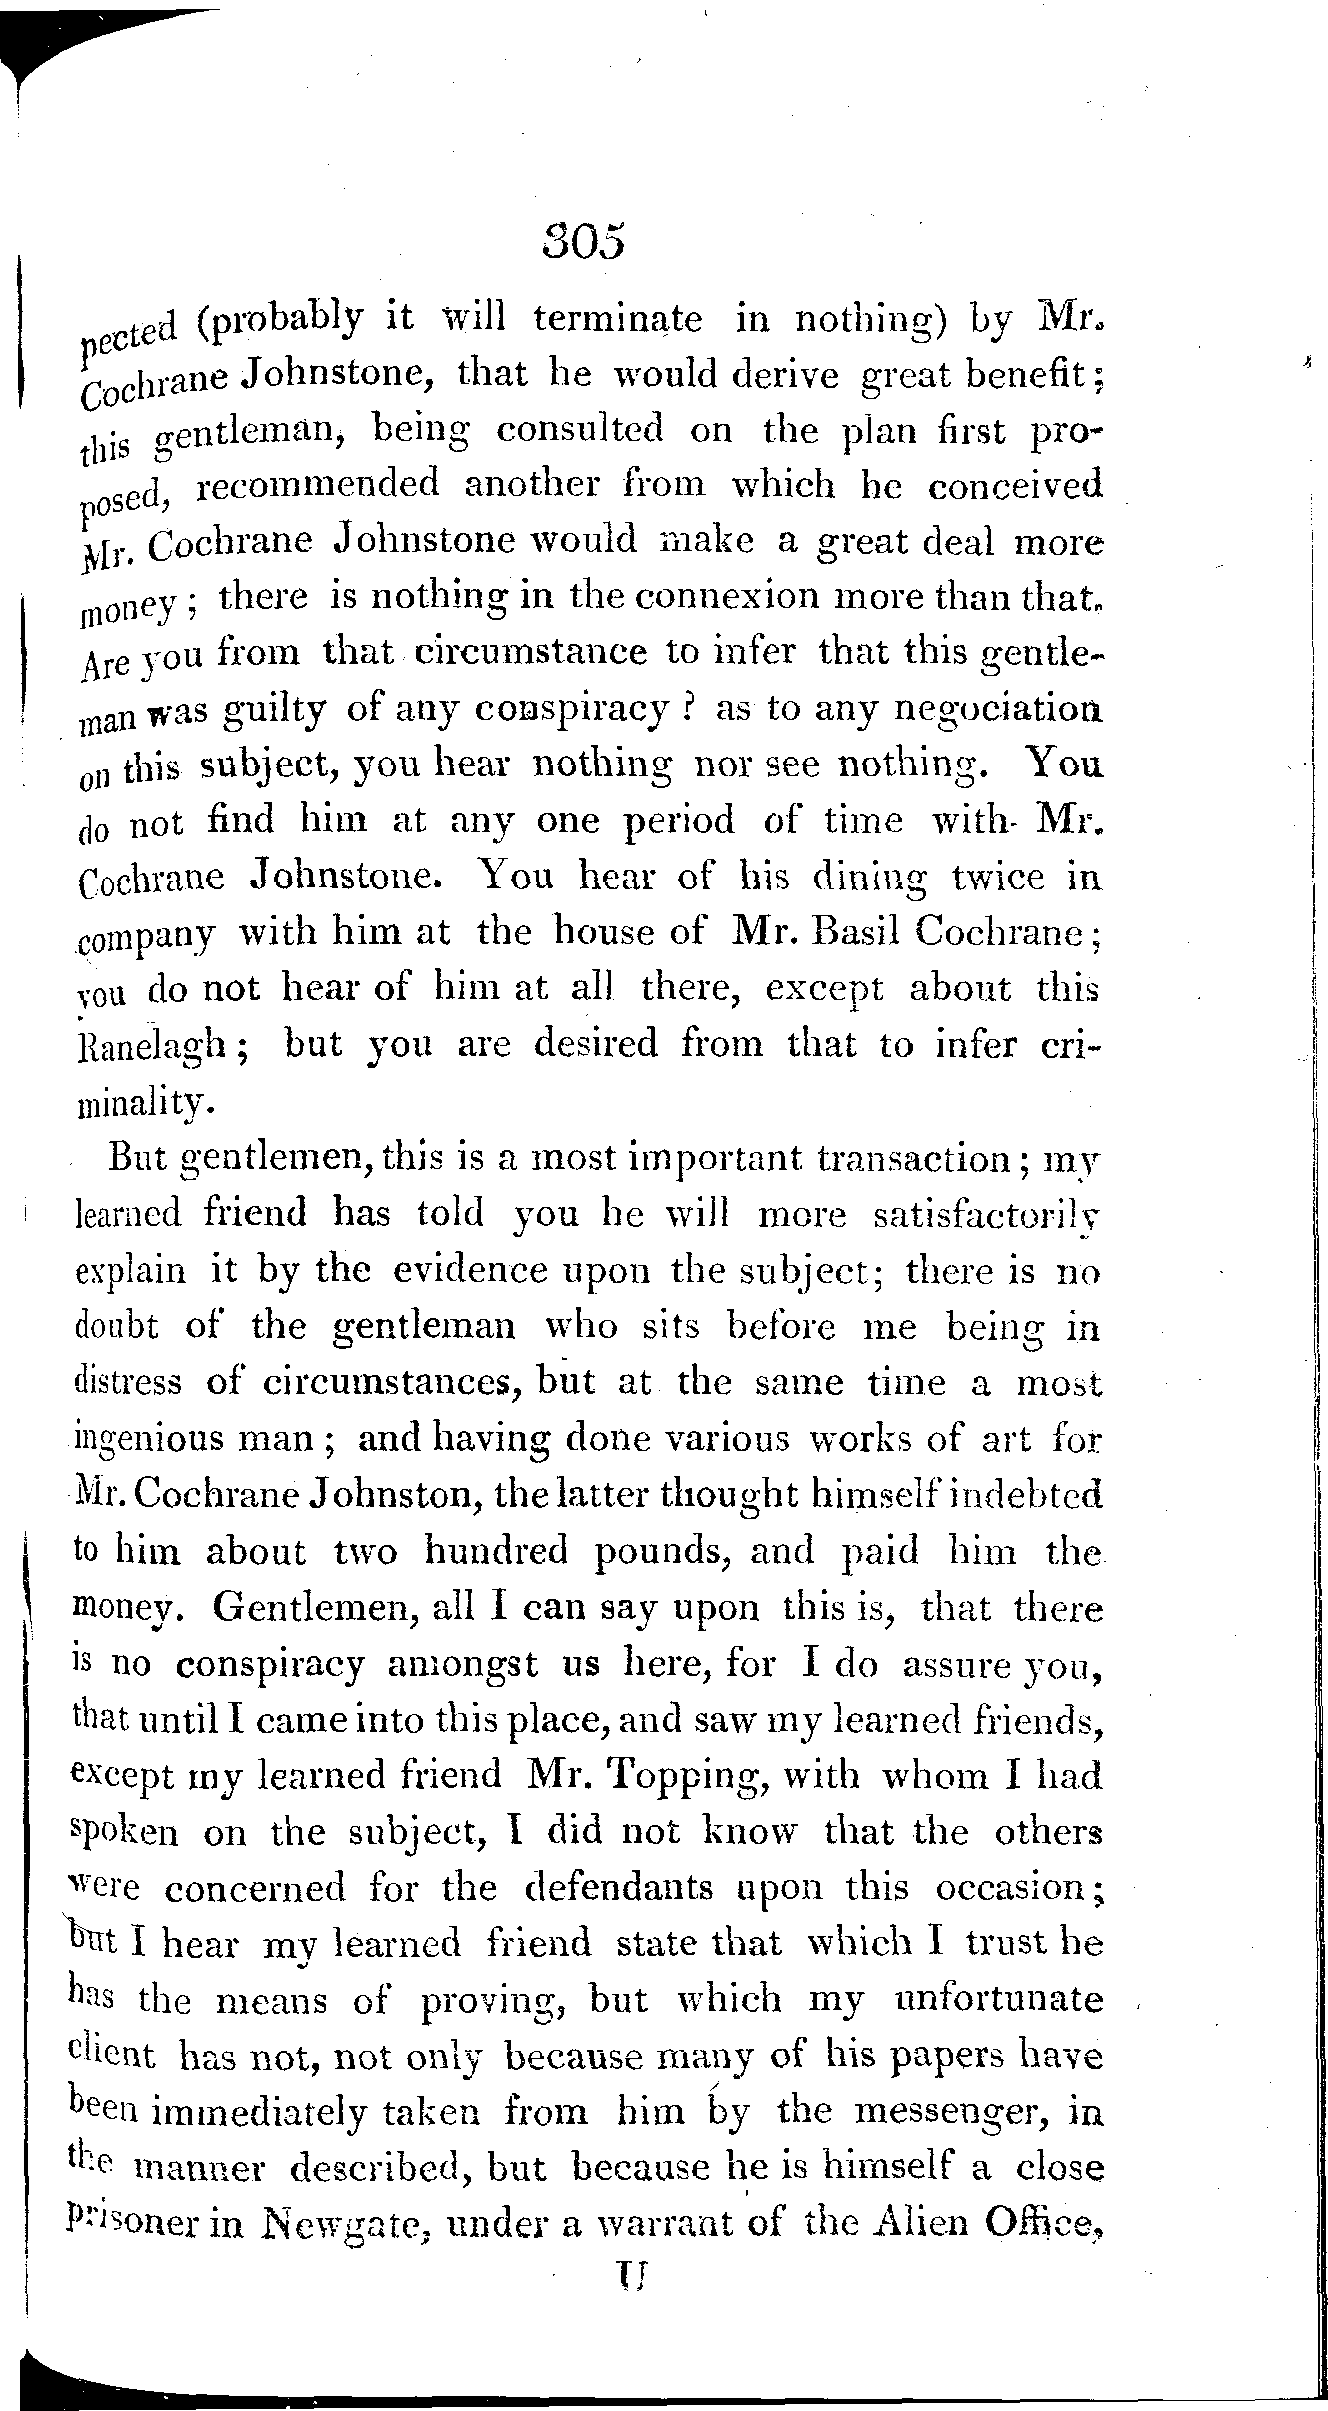 305
pected (probably it will terminate in nothing) by Mr.
Cochrane Johnstone, that he would derive great benefit;
this gentleman, being consulted on the plan first pro-
posed, recommended another from which he conceived
Mr. Cochrane Johnstone would make a great deal more
money; there is nothing in the connexion more than that.
Are you from that circumstance to infer that this gentle-
man was guilty of any conspiracy? as to any negociation
on this subject, you hear nothing nor see nothing. You
do not find him at any one period of time with Mr.
Cochrane Johnstone. You hear of his dining twice in
company with him at the house of Mr. Basil Cochrane;
you do not hear of him at all there, except about this
Ranelagh; but you are desired from that to infer cri-
minality.
But gentlemen, this is a most important transaction; my
learned friend has told you he will more satisfactorily
explain it by the evidence upon the subject; there is no
doubt of the gentleman who sits before me being in
distress of circumstances, but at the same time a most
ingenious man; and having done various works of art for
Mr. Cochrane Johnston, the latter thought himself indebted
to him about two hundred pounds, and paid him the
money. Gentlemen, all I can say upon this is, that there
is no conspiracy amongst us here, for I do assure you,
that until I came into this place, and saw my learned friends,
except my learned friend Mr. Topping, with whom I had
spoken on the subject, I did not know that the others
were concerned for the defendants upon this occasion;
but I hear my learned friend state that which I trust he
has the means of proving, but which my unfortunate
client has not, not only because many of his papers have
been immediately taken from him by the messenger, in
the manner described, but because he is himself a close
prisoner in Newgate, under a warrant of the Alien Office,
U